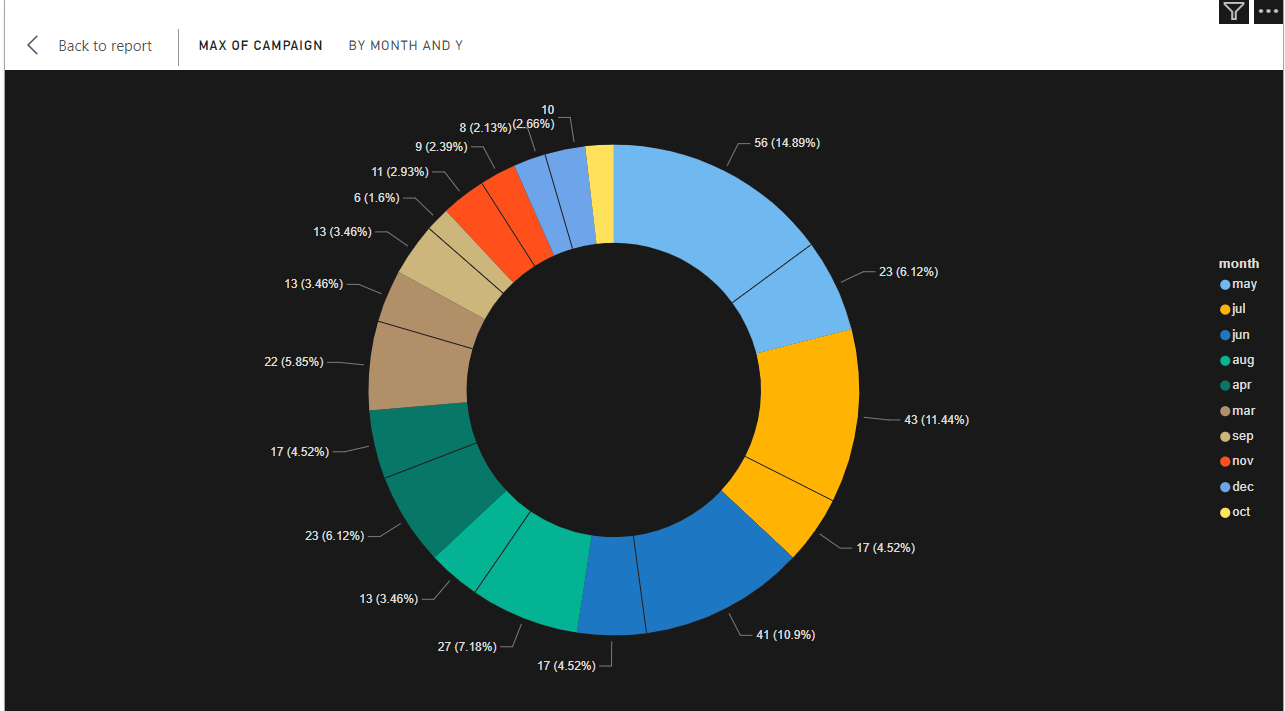 Back to report
MAX OF CAMPAIGN
BY MONTH AND Y
10
(2.66%)
8 (2.13%)
9 (2.39%)
11 (2.93%)
6 (1.6%)
13 (3.46%)
13 (3.46%)
22 (5.85%)
17 (4.52%)
23 (6.12%)
13 (3.46%)
27 (7.18%)
17 (4.52%)
41 (10.9%)
17 (4.52%)
43 (11.44%)
23 (6.12%)
56 (14.89%)
month
may
jul
jun
aug
apr
mar
sep
nov
dec
oct